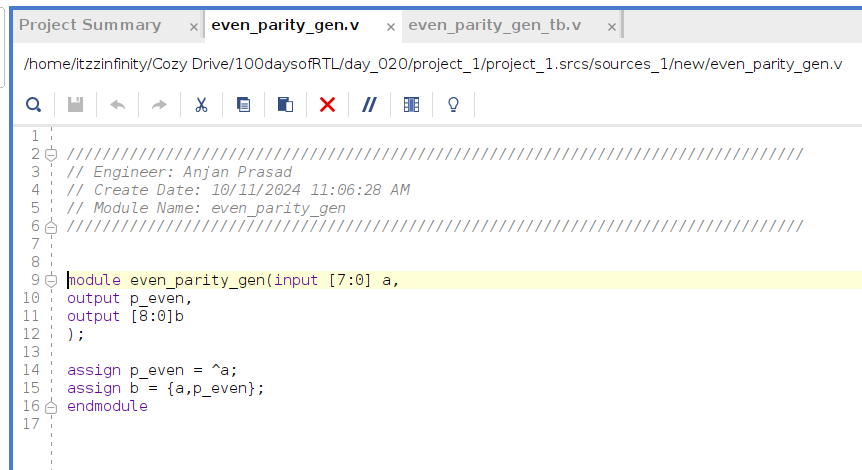 Project Summary × even_parity_gen.v × even_parity_gen_tb.v ×
/home/itzzinfinity/Cozy Drive/100daysofRTL/day_020/project_1/project_1.srcs/sources_1/new/even_parity_gen.v
1
2 //////////////////////////////////////////////////////////////////////////////////
3 // Engineer: Anjan Prasad
4 // Create Date: 10/11/2024 11:06:28 AM
5 // Module Name: even_parity_gen
6 //////////////////////////////////////////////////////////////////////////////////
7
8
9 module even_parity_gen(input [7:0] a,
10 output p_even,
11 output [8:0]b
12 );
13
14 assign p_even = ^a;
15 assign b = {a,p_even};
16 endmodule
17